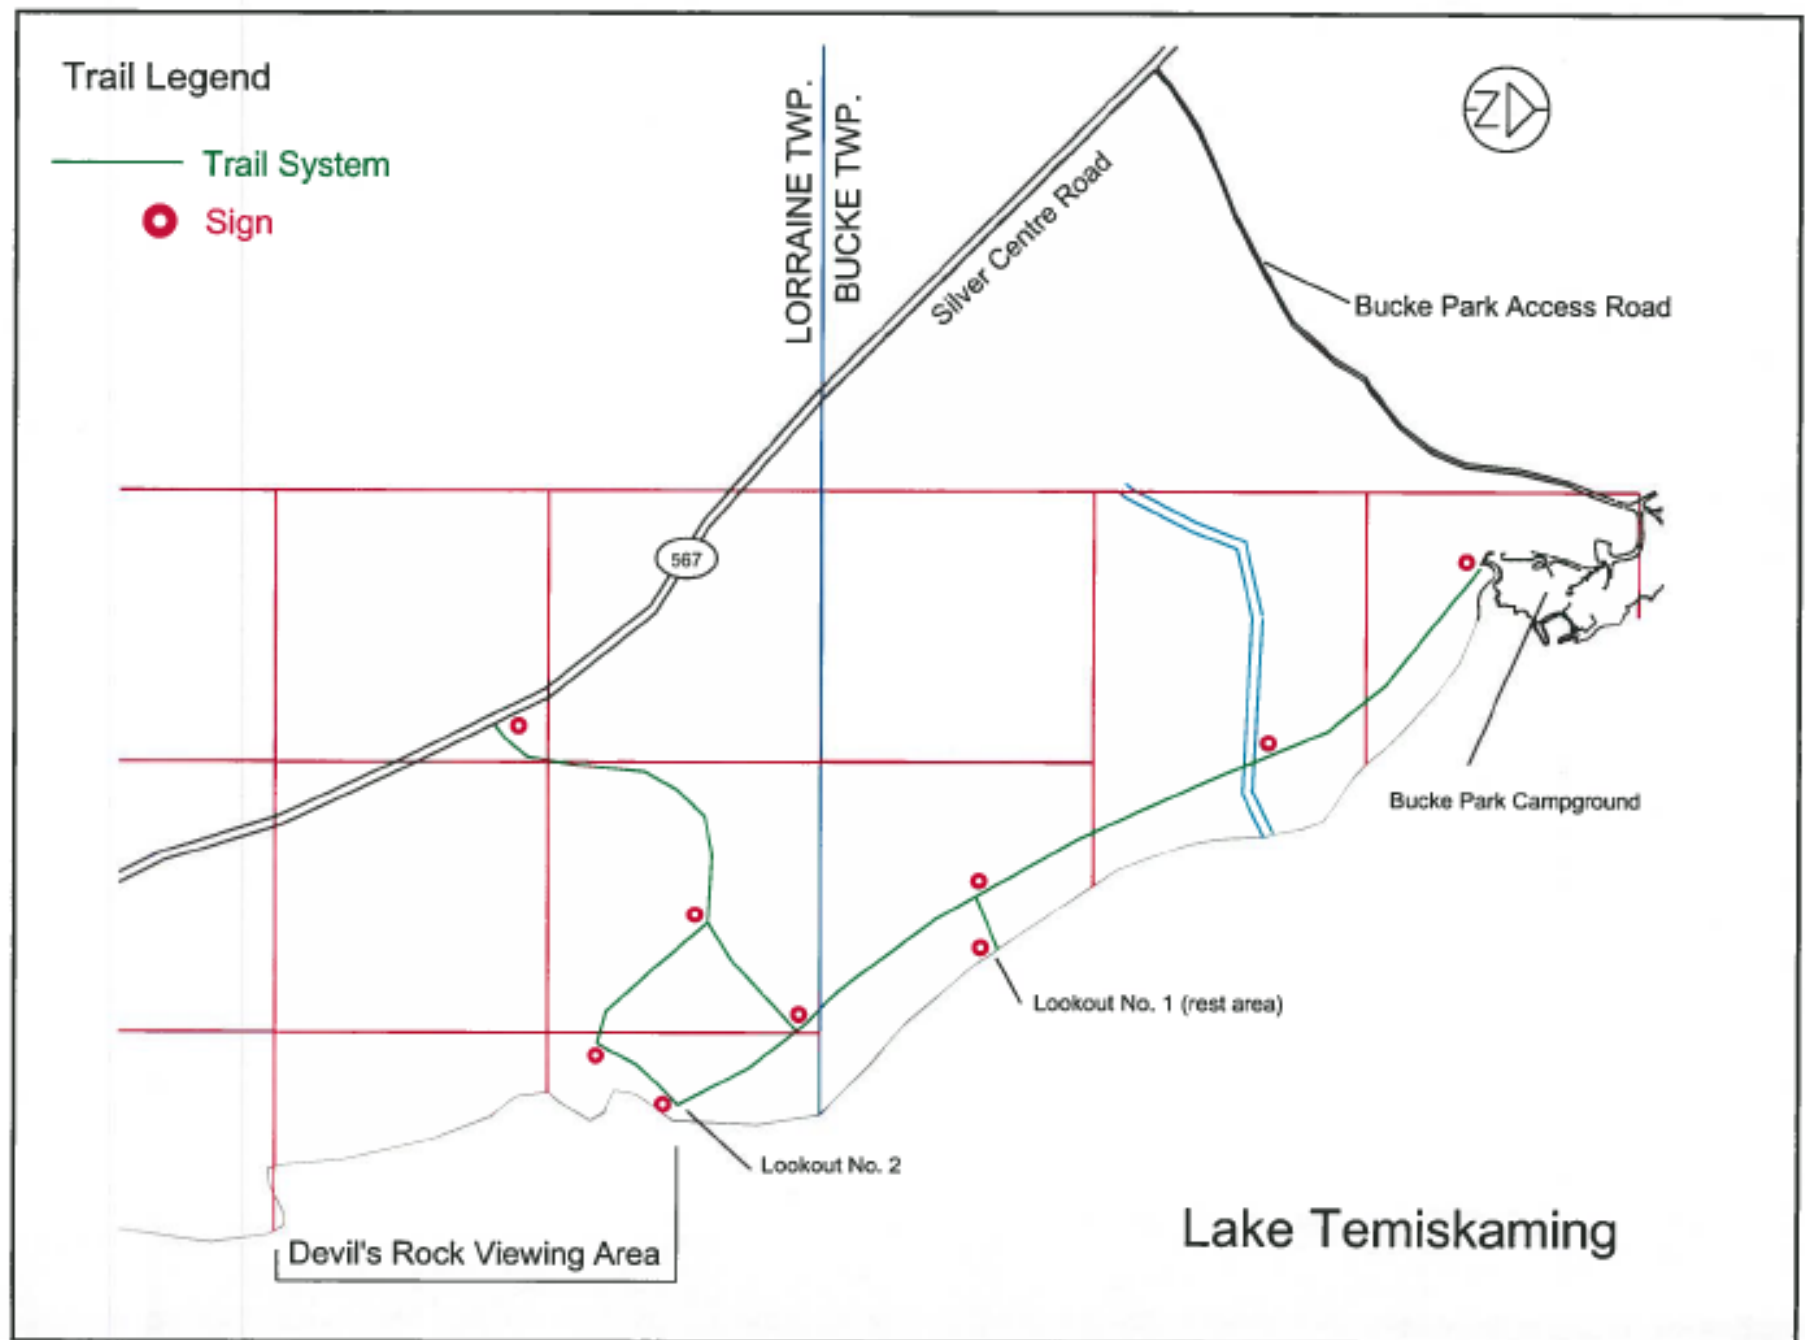 Trail Legend
Trail System
Sign
LORRAINE TWP.
BUCKE TWP.
Silver Centre Road
Z
Bucke Park Access Road
567
Bucke Park Campground
Lookout No. 1 (rest area)
Lookout No. 2
Devil's Rock Viewing Area
Lake Temiskaming